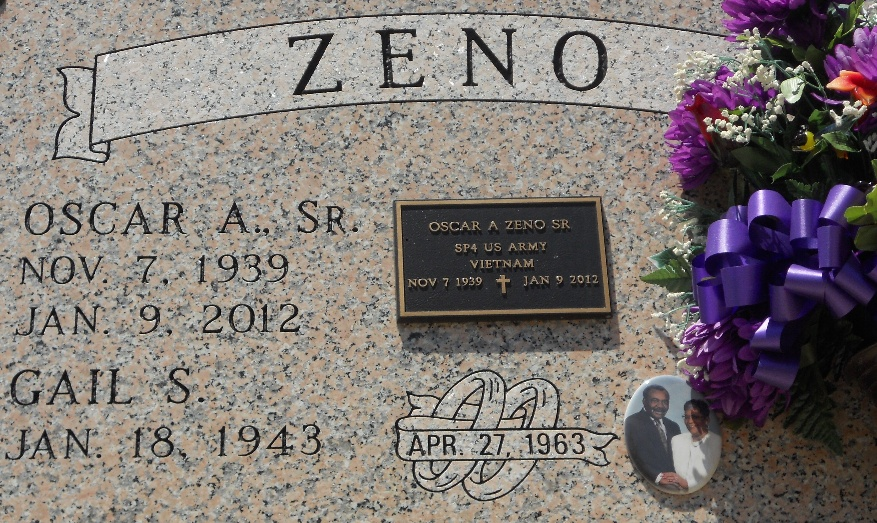 ZENO
OSCAR A., SR.
NOV. 7, 1939
JAN. 9, 2012
OSCAR A ZENO SR
SP4 US ARMY
VIETNAM
NOV 7 1939 JAN 9 2012
GAIL S.
JAN. 18, 1943
APR. 27, 1963